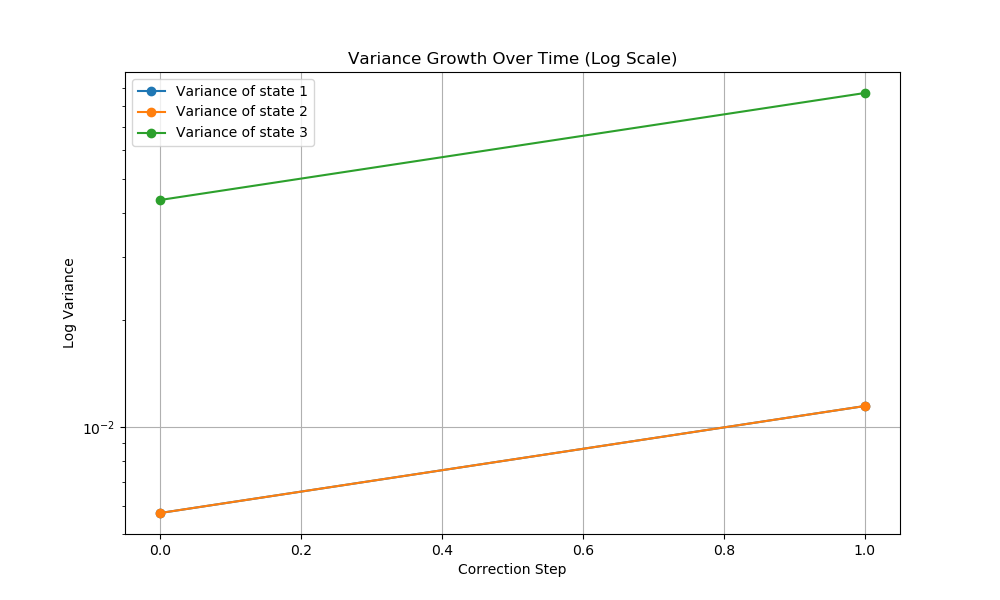 Variance Growth Over Time (Log Scale)
Variance of state 1
Variance of state 2
Variance of state 3
Log Variance
10⁻²
0.0 0.2 0.4 0.6 0.8 1.0
Correction Step